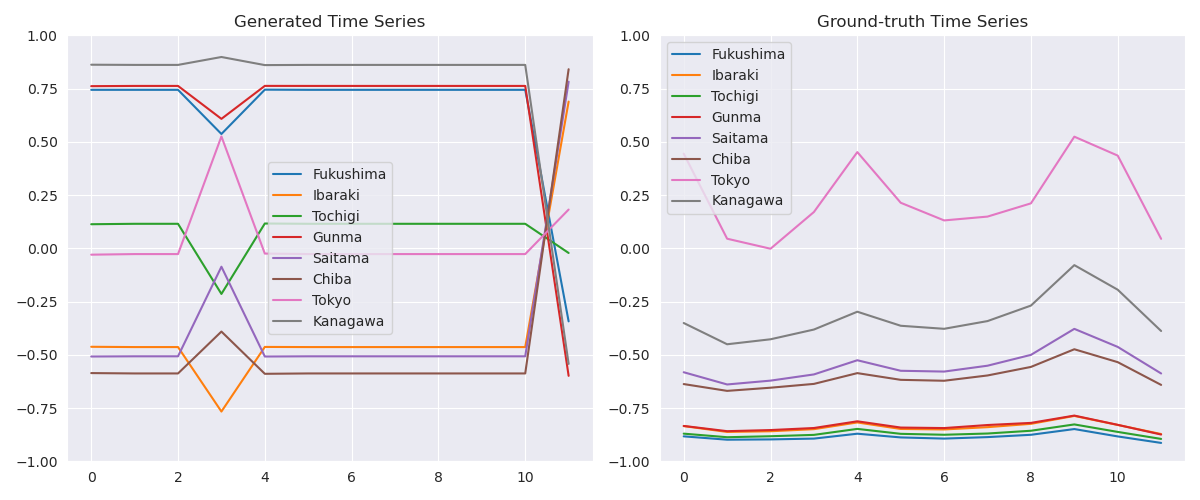 Generated Time Series
1.00
0.75
0.50
0.25
0.00
−0.25
−0.50
−0.75
−1.00
0 2 4 6 8 10
Fukushima
Ibaraki
Tochigi
Gunma
Saitama
Chiba
Tokyo
Kanagawa
Ground-truth Time Series
1.00
0.75
0.50
0.25
0.00
−0.25
−0.50
−0.75
−1.00
0 2 4 6 8 10
Fukushima
Ibaraki
Tochigi
Gunma
Saitama
Chiba
Tokyo
Kanagawa